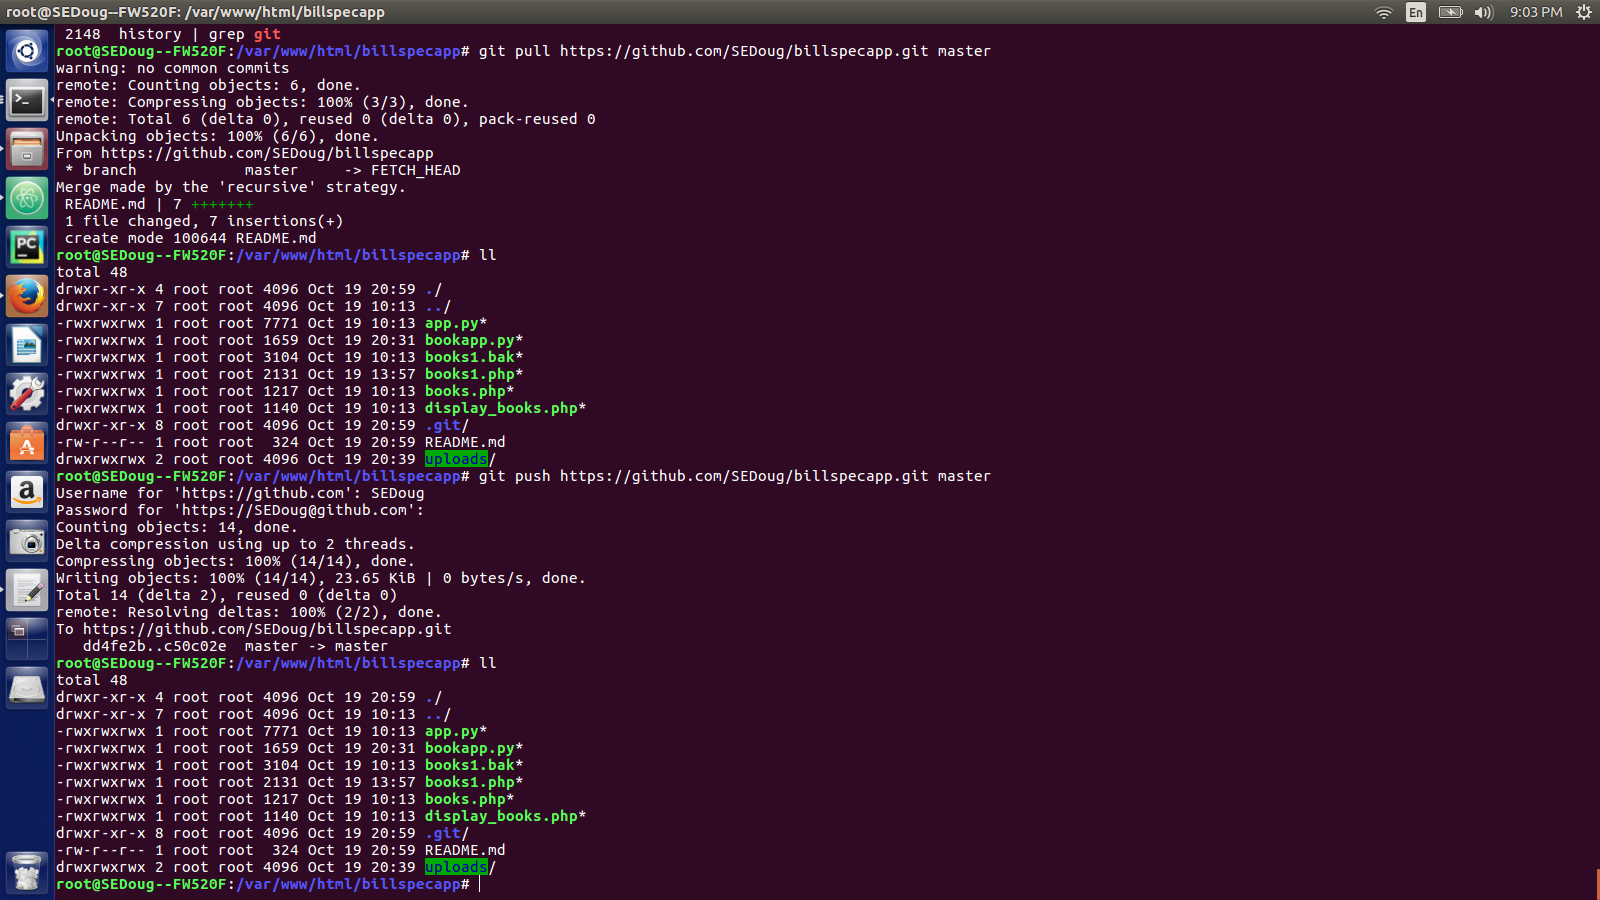 root@SEDoug--FW520F: /var/www/html/billspecapp
En
9:03 PM
2148  history | grep git
root@SEDoug--FW520F:/var/www/html/billspecapp# git pull https://github.com/SEDoug/billspecapp.git master
warning: no common commits
remote: Counting objects: 6, done.
remote: Compressing objects: 100% (3/3), done.
remote: Total 6 (delta 0), reused 0 (delta 0), pack-reused 0
Unpacking objects: 100% (6/6), done.
From https://github.com/SEDoug/billspecapp
 * branch            master     -> FETCH_HEAD
Merge made by the 'recursive' strategy.
 README.md | 7 +++++++
 1 file changed, 7 insertions(+)
 create mode 100644 README.md
root@SEDoug--FW520F:/var/www/html/billspecapp# ll
total 48
drwxr-xr-x 4 root root 4096 Oct 19 20:59 ./
drwxr-xr-x 7 root root 4096 Oct 19 10:13 ../
-rwxrwxrwx 1 root root 7771 Oct 19 10:13 app.py*
-rwxrwxrwx 1 root root 1659 Oct 19 20:31 bookapp.py*
-rwxrwxrwx 1 root root 3104 Oct 19 10:13 books1.bak*
-rwxrwxrwx 1 root root 2131 Oct 19 13:57 books1.php*
-rwxrwxrwx 1 root root 1217 Oct 19 10:13 books.php*
-rwxrwxrwx 1 root root 1140 Oct 19 10:13 display_books.php*
drwxr-xr-x 8 root root 4096 Oct 19 20:59 .git/
-rw-r--r-- 1 root root  324 Oct 19 20:59 README.md
drwxrwxrwx 2 root root 4096 Oct 19 20:39 uploads/
root@SEDoug--FW520F:/var/www/html/billspecapp# git push https://github.com/SEDoug/billspecapp.git master
Username for 'https://github.com': SEDoug
Password for 'https://SEDoug@github.com':
Counting objects: 14, done.
Delta compression using up to 2 threads.
Compressing objects: 100% (14/14), done.
Writing objects: 100% (14/14), 23.65 KiB | 0 bytes/s, done.
Total 14 (delta 2), reused 0 (delta 0)
remote: Resolving deltas: 100% (2/2), done.
To https://github.com/SEDoug/billspecapp.git
   dd4fe2b..c50c02e  master -> master
root@SEDoug--FW520F:/var/www/html/billspecapp# ll
total 48
drwxr-xr-x 4 root root 4096 Oct 19 20:59 ./
drwxr-xr-x 7 root root 4096 Oct 19 10:13 ../
-rwxrwxrwx 1 root root 7771 Oct 19 10:13 app.py*
-rwxrwxrwx 1 root root 1659 Oct 19 20:31 bookapp.py*
-rwxrwxrwx 1 root root 3104 Oct 19 10:13 books1.bak*
-rwxrwxrwx 1 root root 2131 Oct 19 13:57 books1.php*
-rwxrwxrwx 1 root root 1217 Oct 19 10:13 books.php*
-rwxrwxrwx 1 root root 1140 Oct 19 10:13 display_books.php*
drwxr-xr-x 8 root root 4096 Oct 19 20:59 .git/
-rw-r--r-- 1 root root  324 Oct 19 20:59 README.md
drwxrwxrwx 2 root root 4096 Oct 19 20:39 uploads/
root@SEDoug--FW520F:/var/www/html/billspecapp#
PC
a